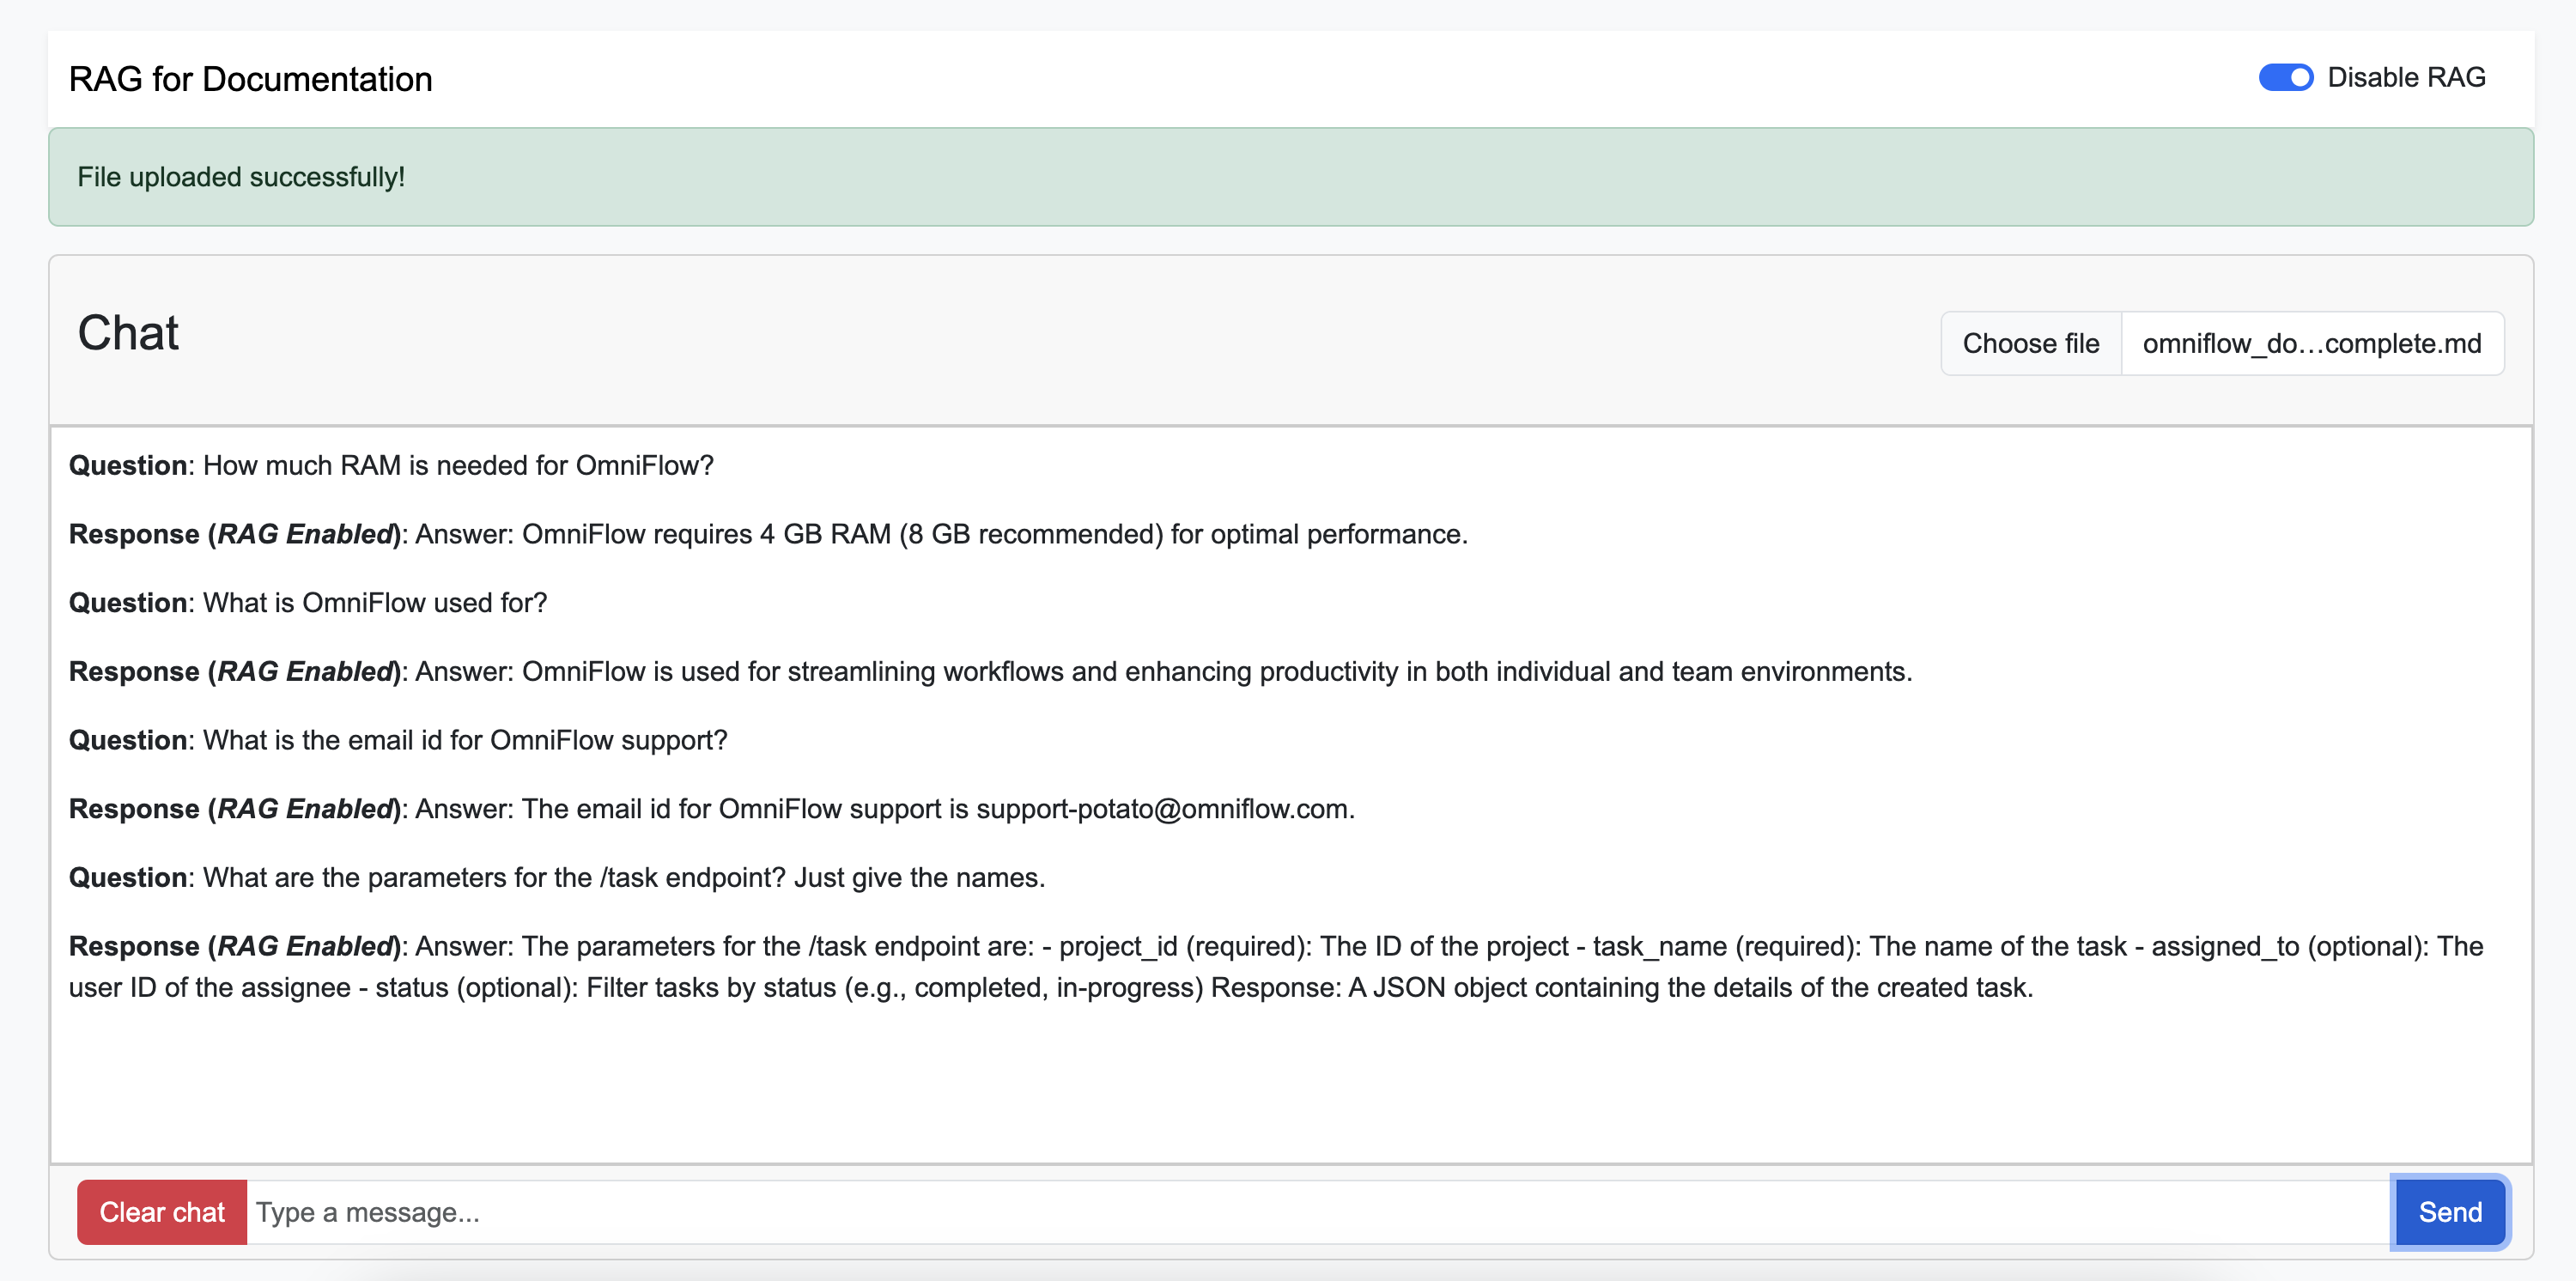 RAG for Documentation
Disable RAG
File uploaded successfully!
Chat
Choose file
omniflow_do…complete.md
Question: How much RAM is needed for OmniFlow?
Response (RAG Enabled): Answer: OmniFlow requires 4 GB RAM (8 GB recommended) for optimal performance.
Question: What is OmniFlow used for?
Response (RAG Enabled): Answer: OmniFlow is used for streamlining workflows and enhancing productivity in both individual and team environments.
Question: What is the email id for OmniFlow support?
Response (RAG Enabled): Answer: The email id for OmniFlow support is support-potato@omniflow.com.
Question: What are the parameters for the /task endpoint? Just give the names.
Response (RAG Enabled): Answer: The parameters for the /task endpoint are: - project_id (required): The ID of the project - task_name (required): The name of the task - assigned_to (optional): The
user ID of the assignee - status (optional): Filter tasks by status (e.g., completed, in-progress) Response: A JSON object containing the details of the created task.
Clear chat
Type a message...
Send